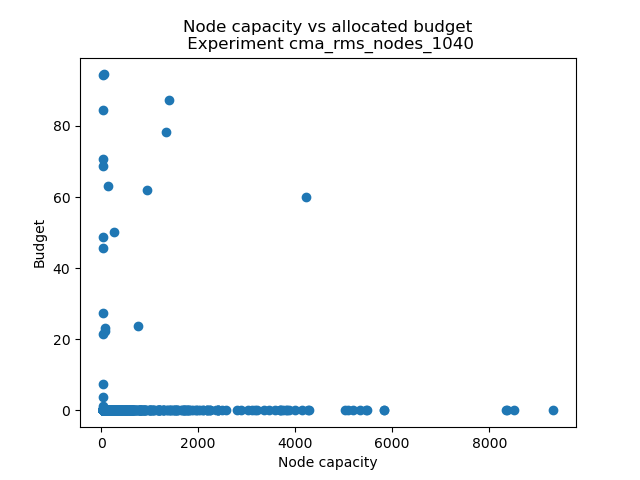 Node capacity vs allocated budget
Experiment cma_rms_nodes_1040
80
60
40
20
0
Budget
0 2000 4000 6000 8000
Node capacity